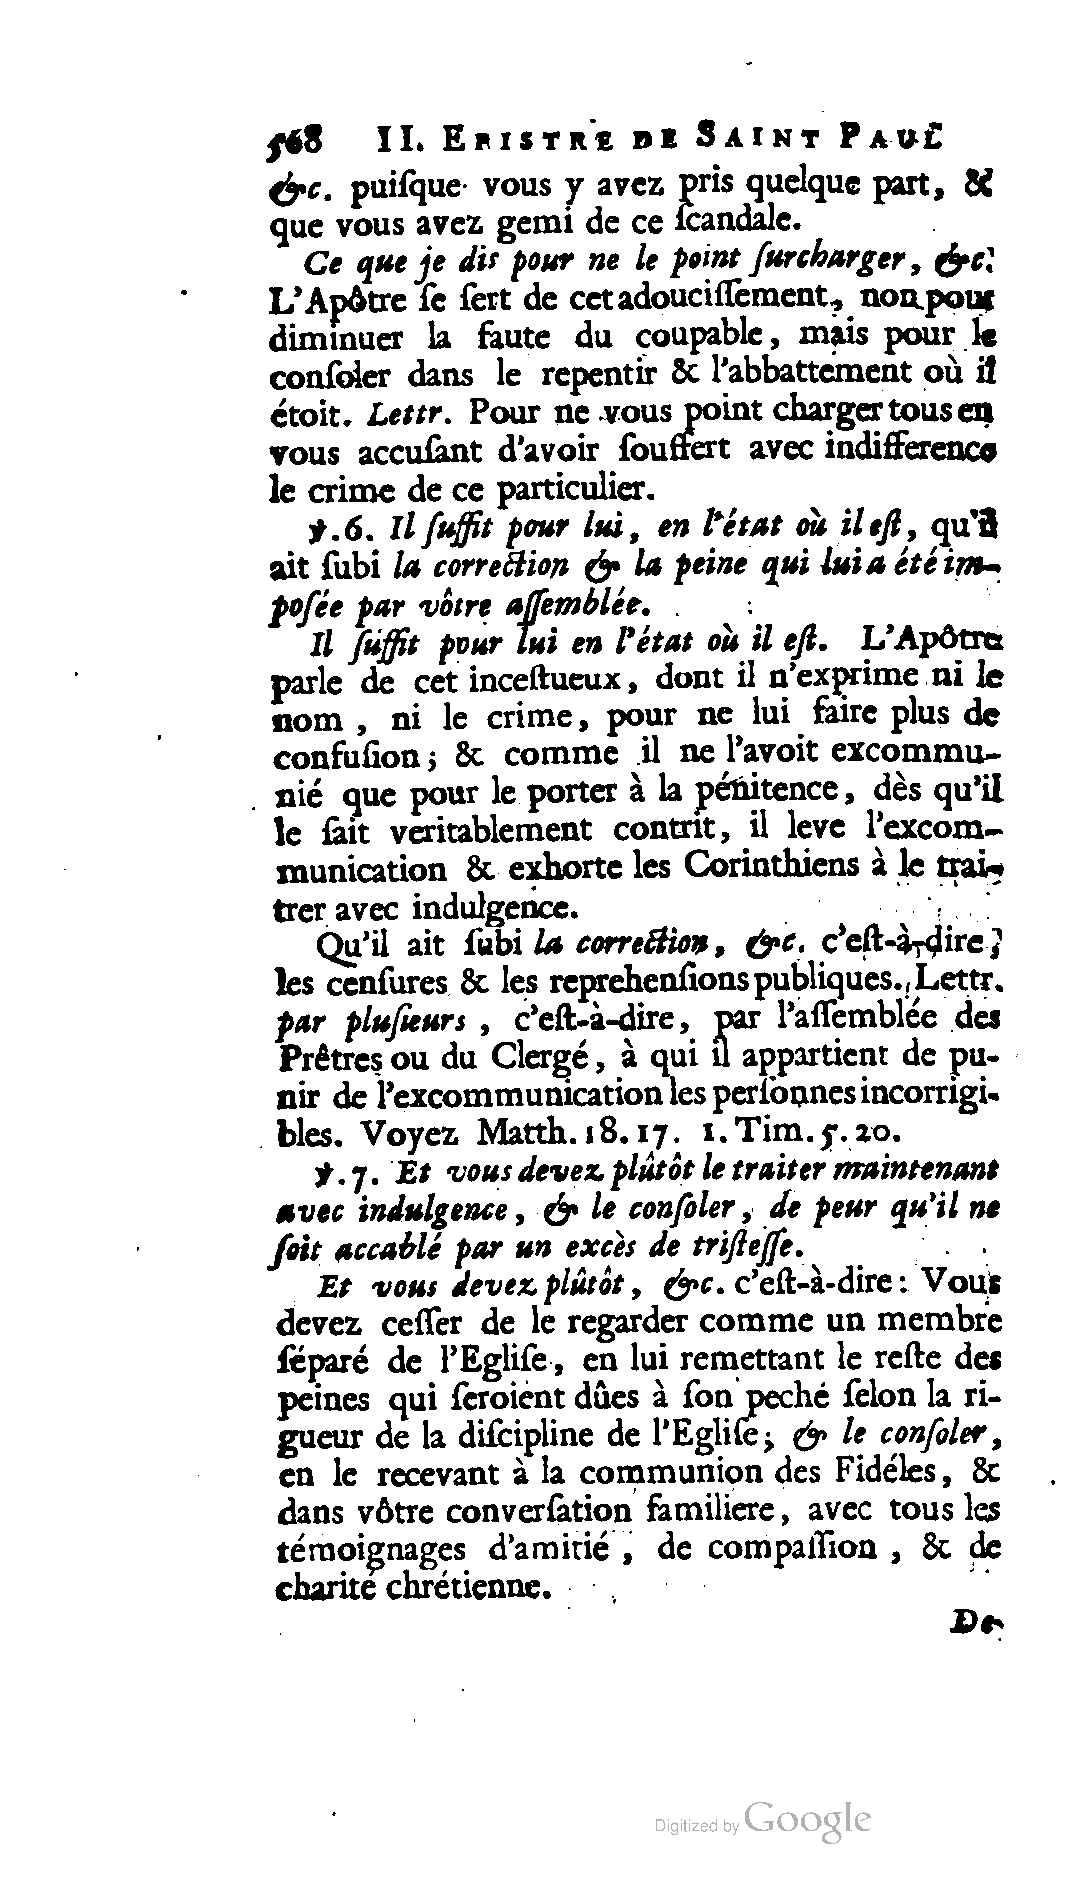 568 II. EPISTRE DE SAINT PAUL
&c. puiſque vous y avez pris quelque part, &
que vous avez gemi de ce ſcandale.
Ce que je dis pour ne le point ſurcharger, &c.
L'Apôtre ſe ſert de cet adouciſſement, non pour
diminuer la faute du coupable, mais pour le
conſoler dans le repentir & l'abbattement où il
étoit. Lettr. Pour ne vous point charger tous en
vous accuſant d'avoir ſouffert avec indifference
le crime de ce particulier.
℣.6. Il ſuffit pour lui, en l'état où il eſt, qu'il
ait ſubi la correction & la peine qui lui a été im-
poſée par vôtre aſſemblée.
Il ſuffit pour lui en l'état où il eſt. L'Apôtre
parle de cet inceſtueux, dont il n'exprime ni le
nom, ni le crime, pour ne lui faire plus de
confuſion; & comme il ne l'avoit excommu-
nié que pour le porter à la pénitence, dès qu'il
le ſait veritablement contrit, il leve l'excom-
munication & exhorte les Corinthiens à le trai-
trer avec indulgence.
Qu'il ait ſubi la correction, &c. c'eſt-à-dire,
les cenſures & les reprehenſions publiques. Lettr.
par pluſieurs, c'eſt-à-dire, par l'aſſemblée des
Prêtres ou du Clergé, à qui il appartient de pu-
nir de l'excommunication les perſonnes incorrigi-
bles. Voyez Matth. 18. 17. 1. Tim. 5. 20.
℣.7. Et vous devez plûtôt le traiter maintenant
avec indulgence, & le conſoler, de peur qu'il ne
ſoit accablé par un excès de triſteſſe.
Et vous devez plûtôt, &c. c'eſt-à-dire: Vous
devez ceſſer de le regarder comme un membre
ſéparé de l'Egliſe, en lui remettant le reſte des
peines qui ſeroient dûes à ſon peché ſelon la ri-
gueur de la diſcipline de l'Egliſe; & le conſoler,
en le recevant à la communion des Fidéles, &
dans vôtre converſation familiere, avec tous les
témoignages d'amitié, de compaſſion, & de
charité chrétienne.
De
Digitized by Google